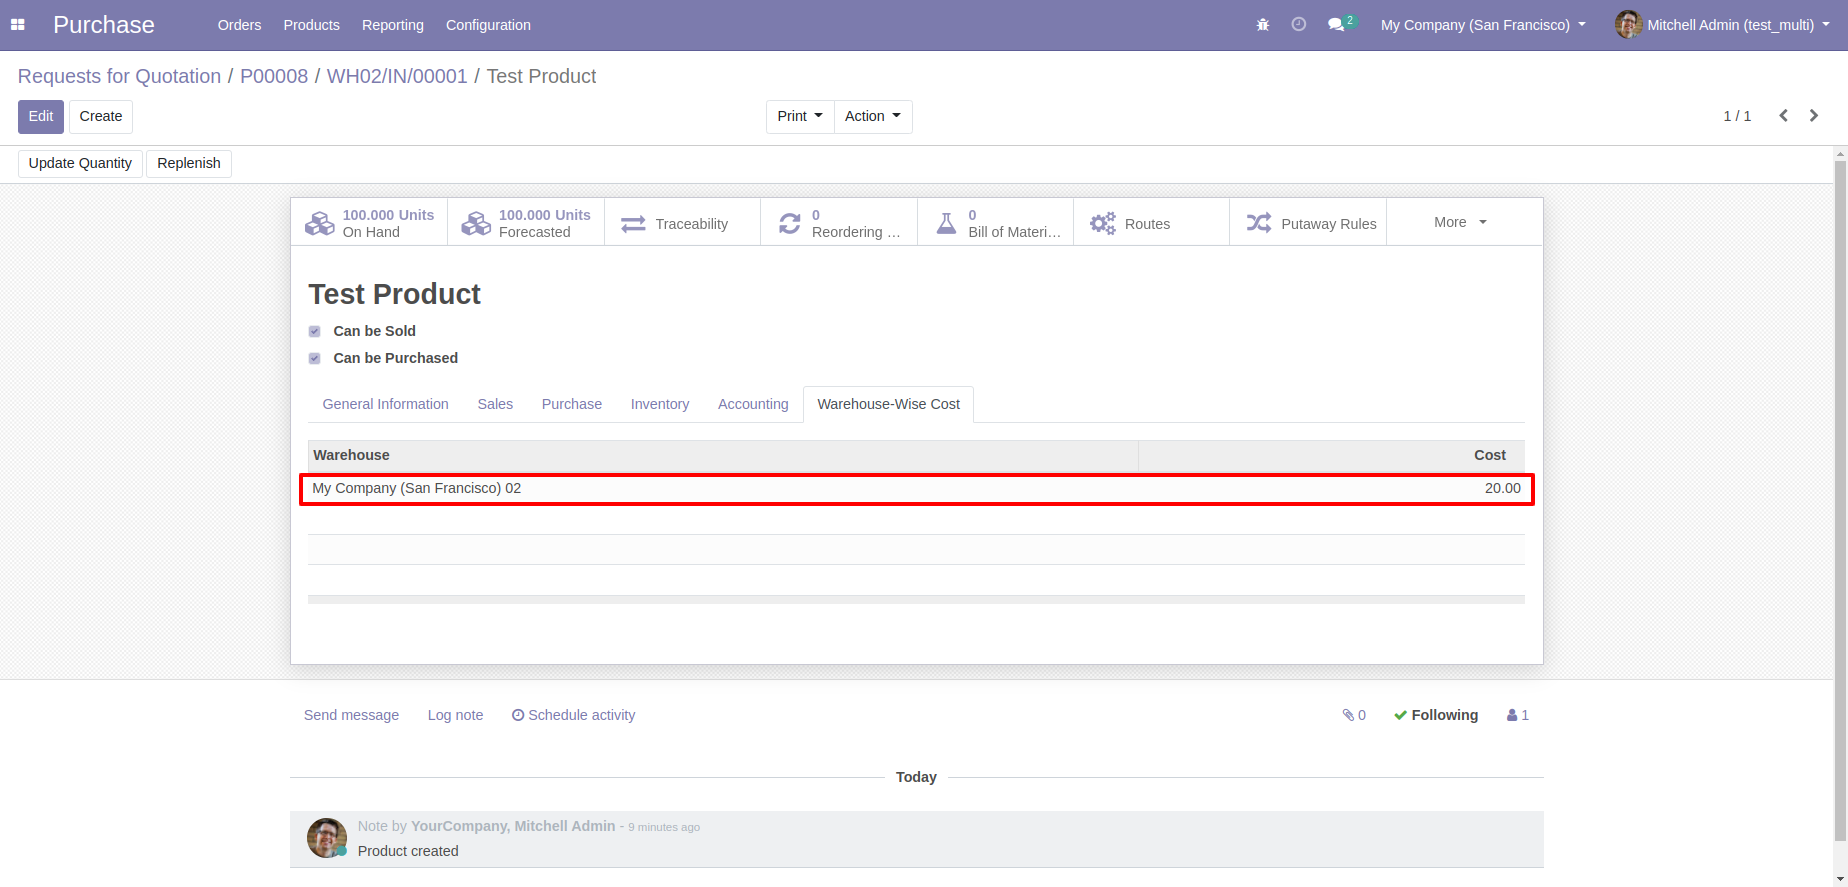 Purchase Orders Products Reporting Configuration 2 My Company (San Francisco) Mitchell Admin (test_multi)
Requests for Quotation / P00008 / WH02/IN/00001 / Test Product
Edit Create Print Action 1 / 1
Update Quantity Replenish
100.000 Units On Hand
100.000 Units Forecasted
Traceability
0 Reordering ...
0 Bill of Materi...
Routes
Putaway Rules
More
Test Product
Can be Sold
Can be Purchased
General Information Sales Purchase Inventory Accounting Warehouse-Wise Cost
Warehouse Cost
My Company (San Francisco) 02 20.00
Send message Log note Schedule activity 0 Following 1
Today
Note by YourCompany, Mitchell Admin - 9 minutes ago
Product created